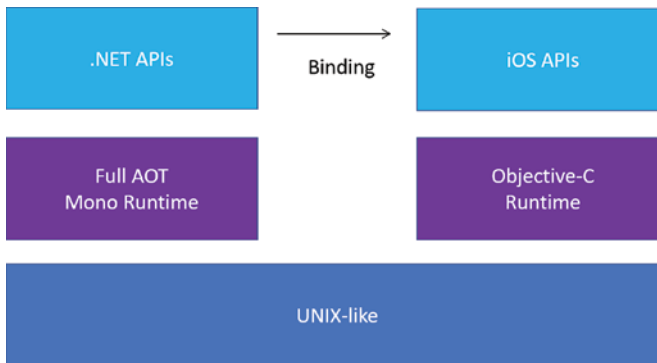 .NET APIs
Binding
iOS APIs
Full AOT
Mono Runtime
Objective-C
Runtime
UNIX-like